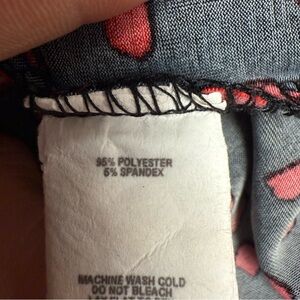 95% POLYESTER
5% SPANDEX
MACHINE WASH COLD
DO NOT BLEACH